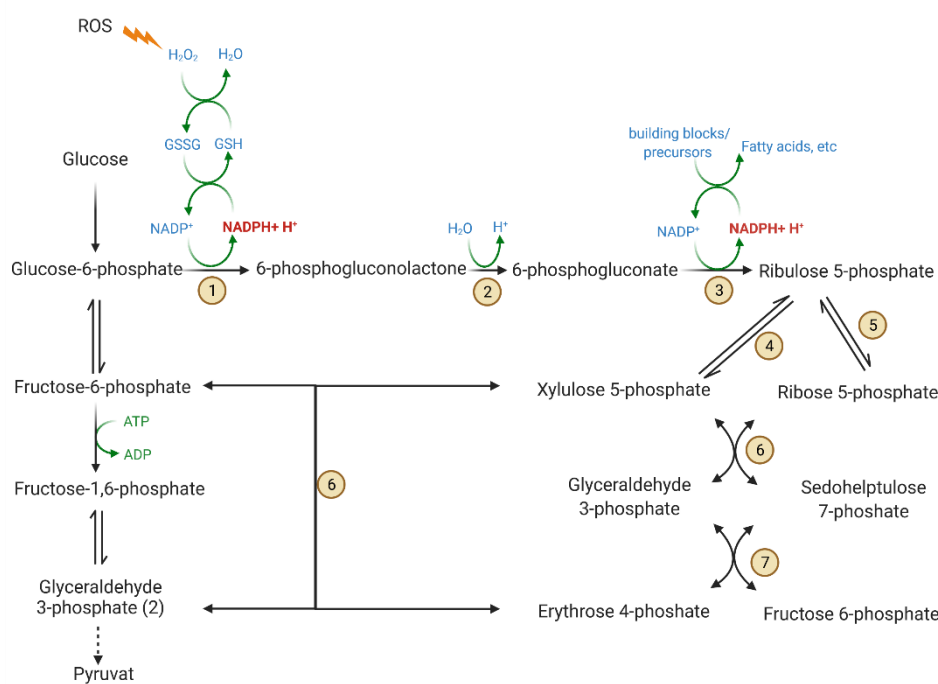 ROS
H₂O₂ H₂O
GSSG GSH
NADP⁺ NADPH+ H⁺
building blocks/
precursors
Fatty acids, etc
NADP⁺ NADPH+ H⁺
H₂O H⁺
Glucose
Glucose-6-phosphate
1
6-phosphogluconolactone
2
6-phosphogluconate
3
Ribulose 5-phosphate
4
5
Fructose-6-phosphate
Xylulose 5-phosphate
Ribose 5-phosphate
ATP
ADP
6
6
Fructose-1,6-phosphate
Glyceraldehyde
3-phosphate
Sedohelptulose
7-phoshate
7
Glyceraldehyde
3-phosphate (2)
Erythrose 4-phoshate
Fructose 6-phosphate
Pyruvat